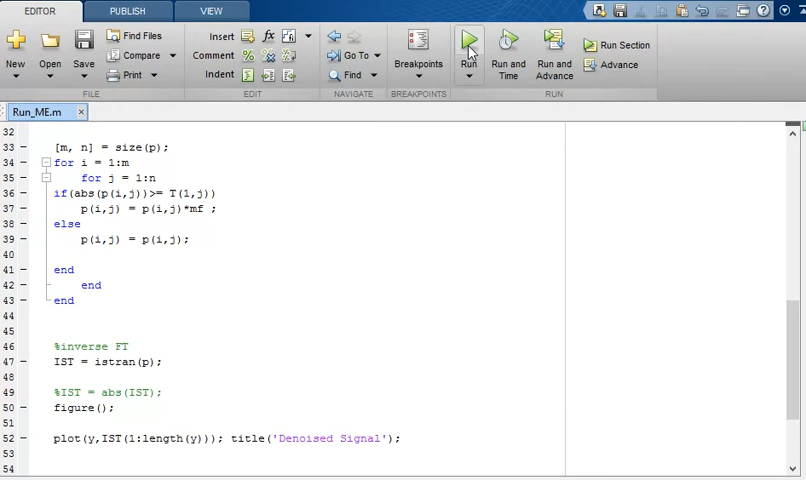 EDITOR PUBLISH VIEW
New Open Save Find Files Compare Print FILE
Insert fx Comment % Indent EDIT
Go To Find NAVIGATE
Breakpoints BREAKPOINTS
Run Run and Time Run and Advance Run Section Advance RUN
Run_ME.m ×
32
33 – [m, n] = size(p);
34 – for i = 1:m
35 – for j = 1:n
36 – if(abs(p(i,j))>= T(1,j))
37 – p(i,j) = p(i,j)*mf ;
38 – else
39 – p(i,j) = p(i,j);
40
41 – end
42 – end
43 – end
44
45
46 %inverse FT
47 – IST = istran(p);
48
49 %IST = abs(IST);
50 – figure();
51
52 – plot(y,IST(1:length(y))); title('Denoised Signal');
53
54